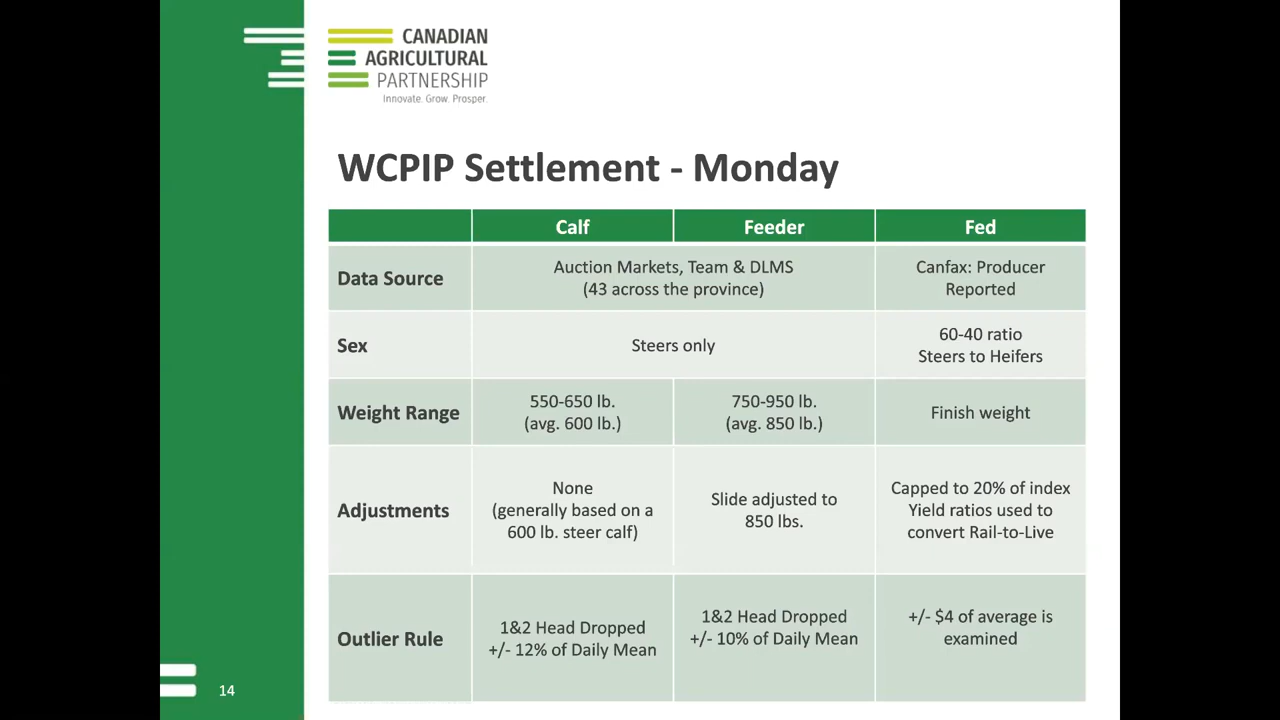 CANADIAN
AGRICULTURAL
PARTNERSHIP
Innovate. Grow. Prosper.
WCPIP Settlement - Monday
Calf
Feeder
Fed
Data Source
Auction Markets, Team & DLMS
(43 across the province)
Canfax: Producer
Reported
Sex
Steers only
60-40 ratio
Steers to Heifers
Weight Range
550-650 lb.
(avg. 600 lb.)
750-950 lb.
(avg. 850 lb.)
Finish weight
Adjustments
None
(generally based on a
600 lb. steer calf)
Slide adjusted to
850 lbs.
Capped to 20% of index
Yield ratios used to
convert Rail-to-Live
Outlier Rule
1&2 Head Dropped
+/- 12% of Daily Mean
1&2 Head Dropped
+/- 10% of Daily Mean
+/- $4 of average is
examined
14